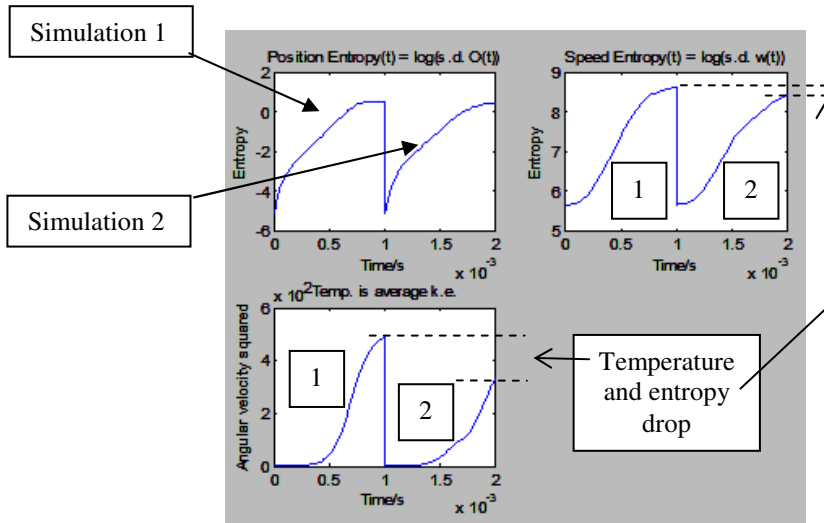 Simulation 1
Simulation 2
Position Entropy(t) = log(s.d. O(t))
2
0
-2
-4
-6
Entropy
0
0.5
1
1.5
2
Time/s
x 10-3
Speed Entropy(t) = log(s.d. w(t))
9
8
7
6
5
Entropy
1
2
0
0.5
1
1.5
2
Time/s
x 10-3
x 102 Temp. is average k.e.
6
4
2
0
Angular velocity squared
1
2
0
0.5
1
1.5
2
Time/s
x 10-3
Temperature
and entropy
drop